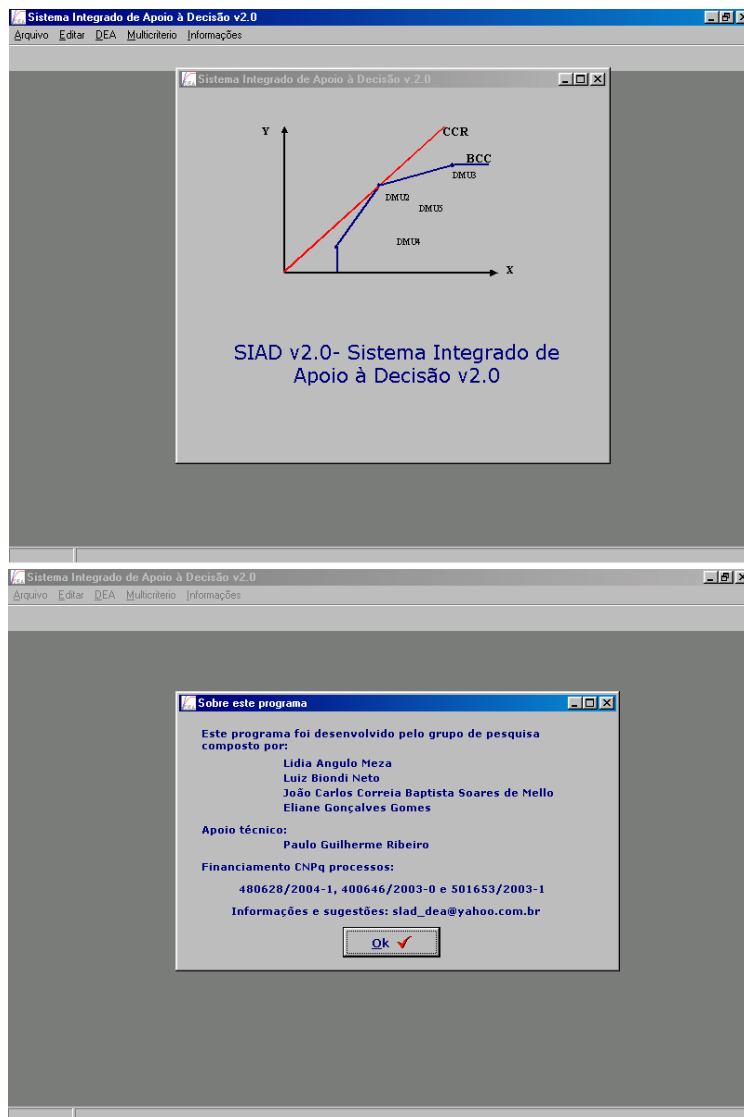 Sistema Integrado de Apoio à Decisão v2.0
Arquivo Editar DEA Multicriterio Informações
Sistema Integrado de Apoio à Decisão v.2.0
Y
CCR
BCC
DMU3
DMU2
DMU5
DMU4
X
SIAD v2.0- Sistema Integrado de
Apoio à Decisão v2.0
Sistema Integrado de Apoio à Decisão v2.0
Arquivo Editar DEA Multicriterio Informações
Sobre este programa
Este programa foi desenvolvido pelo grupo de pesquisa
composto por:
Lidia Angulo Meza
Luiz Biondi Neto
João Carlos Correia Baptista Soares de Mello
Eliane Gonçalves Gomes
Apoio técnico:
Paulo Guilherme Ribeiro
Financiamento CNPq processos:
480628/2004-1, 400646/2003-0 e 501653/2003-1
Informações e sugestões: slad_dea@yahoo.com.br
Ok